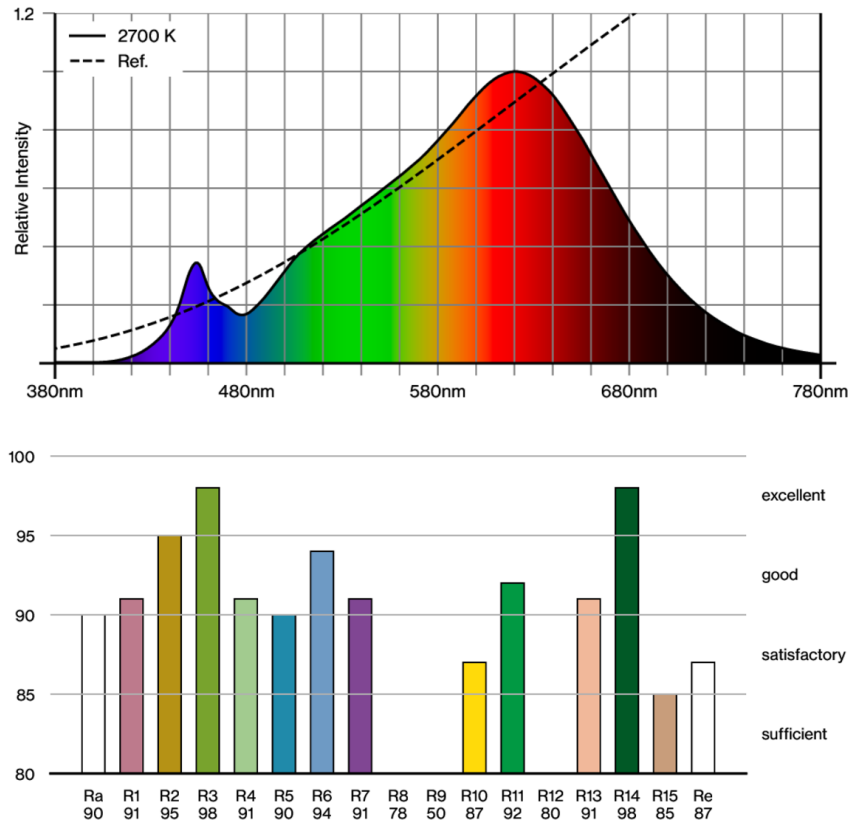 1.2
2700 K
Ref.
Relative Intensity
380nm 480nm 580nm 680nm 780nm
100
excellent
95
good
90
satisfactory
85
sufficient
80
Ra R1 R2 R3 R4 R5 R6 R7 R8 R9 R10 R11 R12 R13 R14 R15 Re
90 91 95 98 91 90 94 91 78 50 87 92 80 91 98 85 87